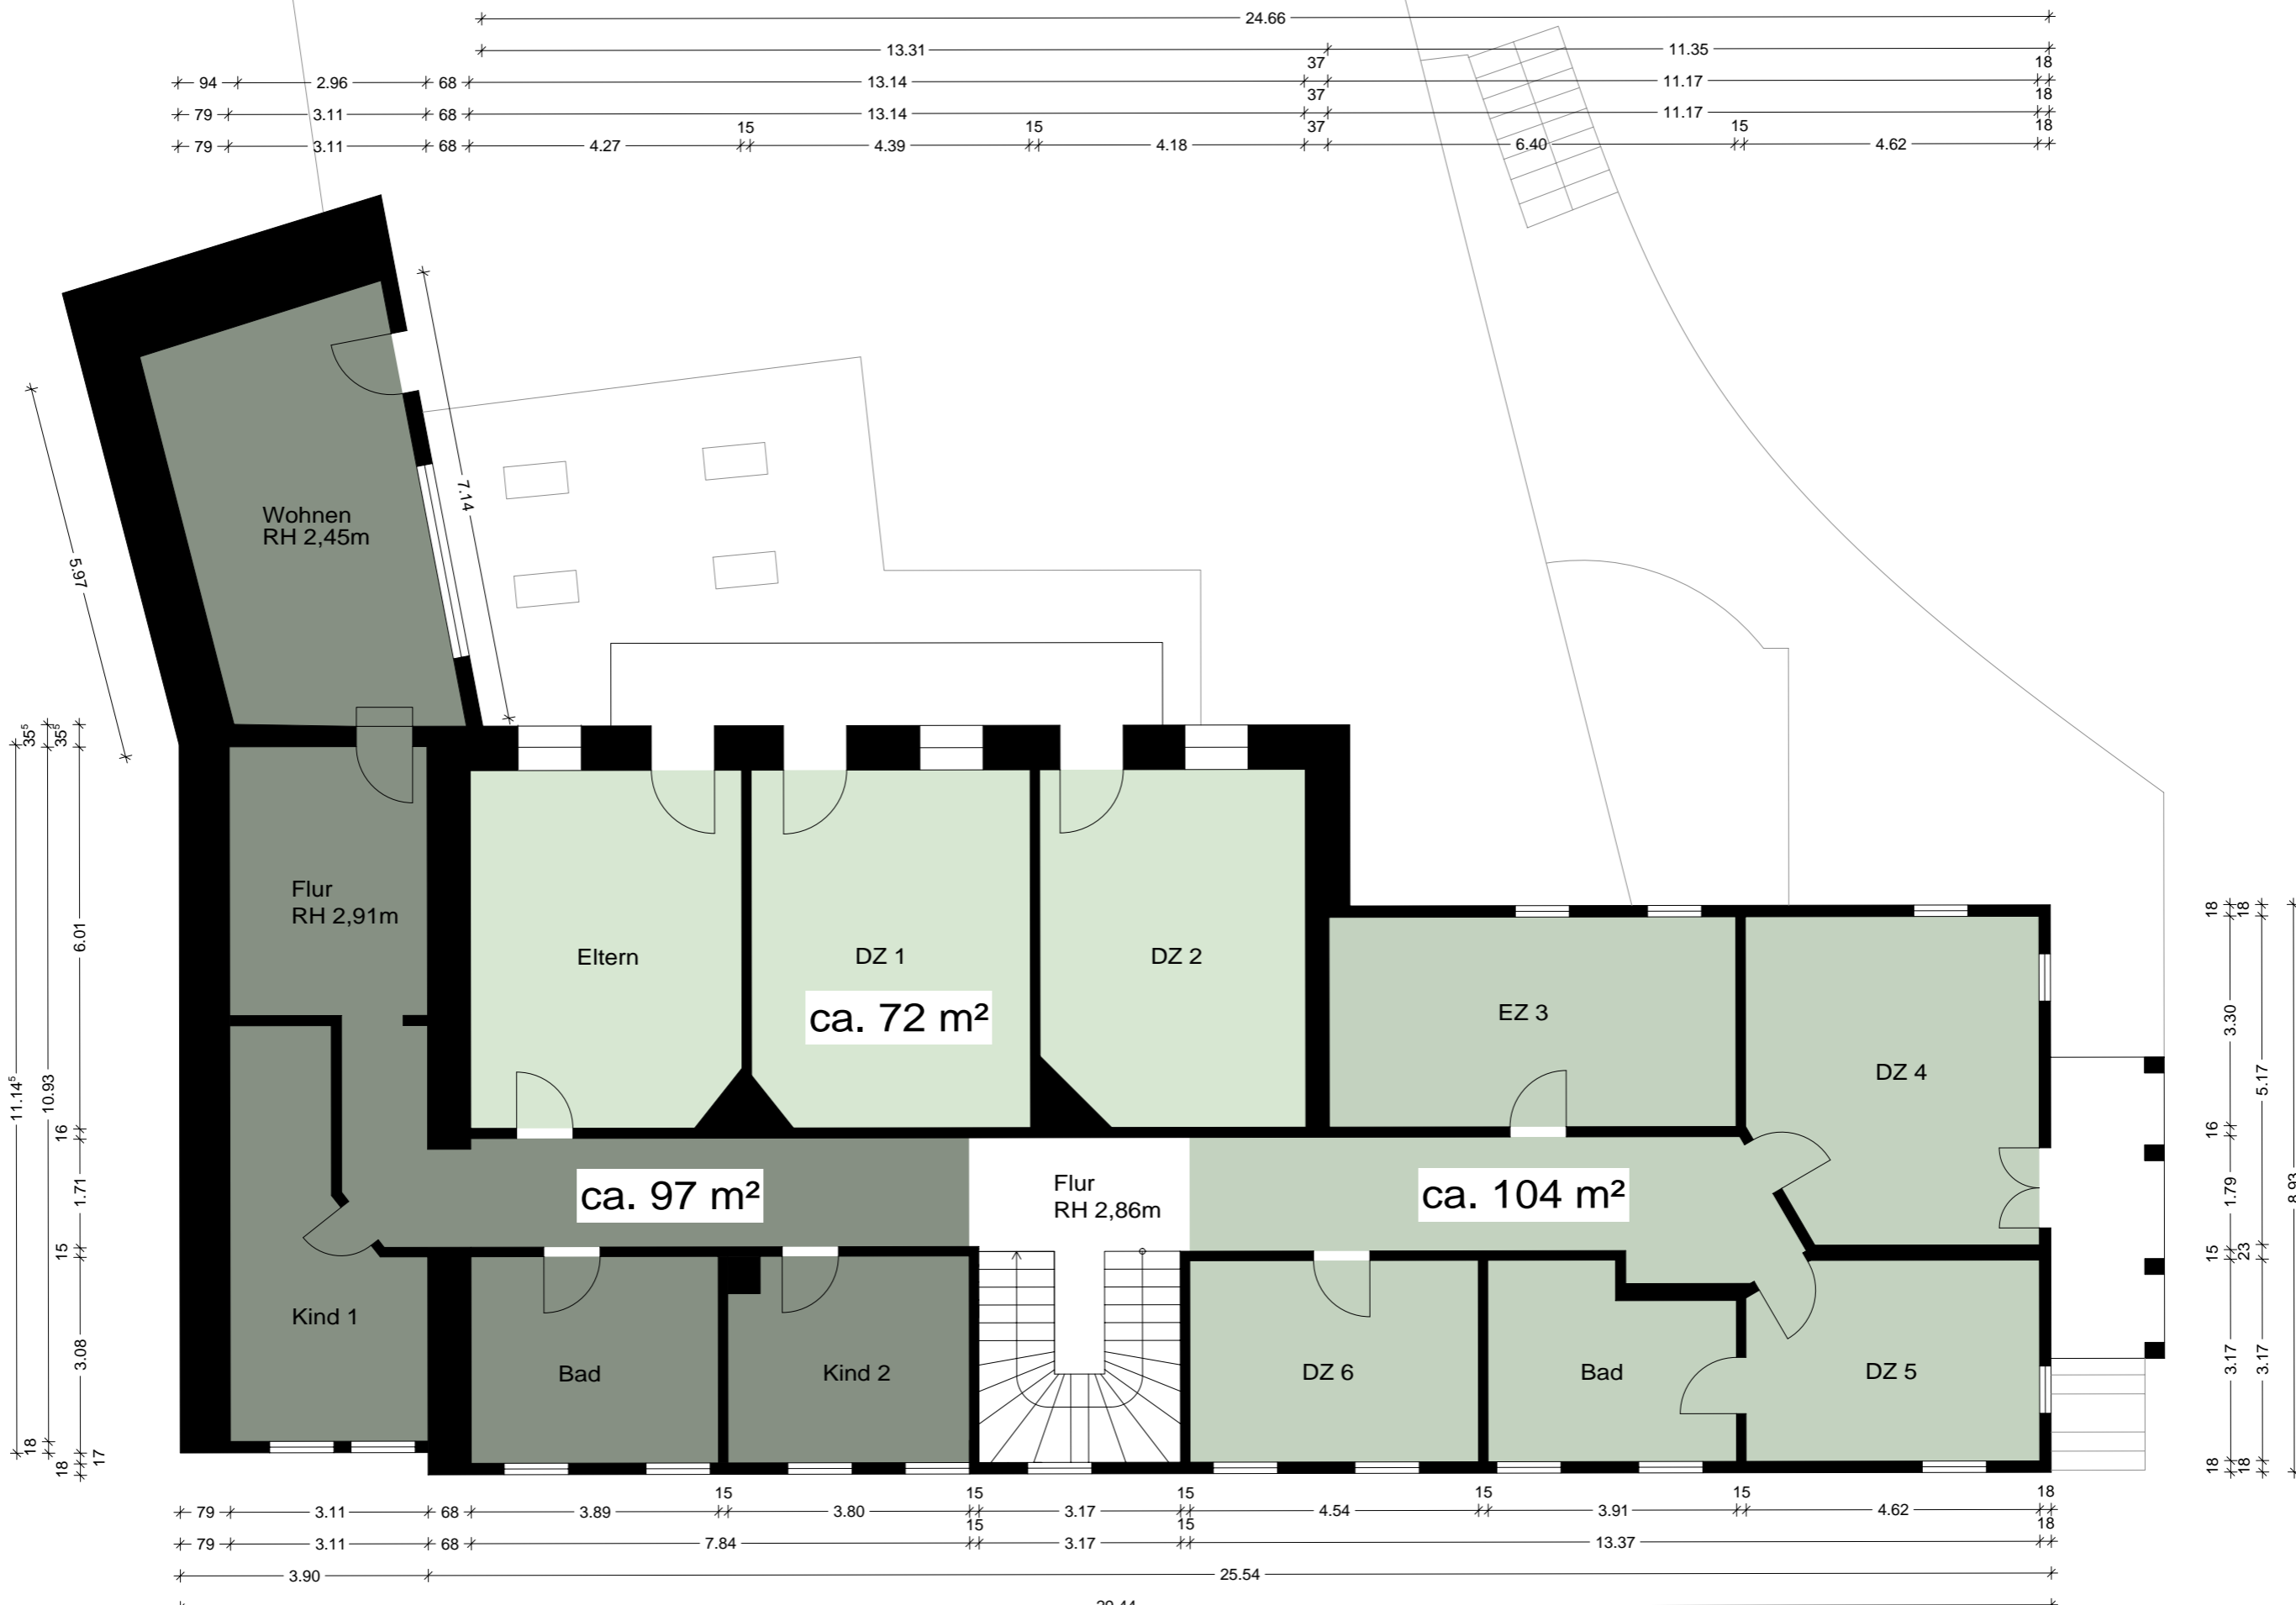 24.66
13.31 11.35
37 18
94 2.96 68 13.14 11.17
37 18
79 3.11 68 13.14 11.17
15 15 37 15 18
79 3.11 68 4.27 4.39 4.18 6.40 4.62
7.14
5.97
Wohnen
RH 2,45m
35⁵ 35⁵
11.14⁵
10.93
6.01
16
1.71
15
3.08
18
18
17
Flur
RH 2,91m
Eltern
DZ 1
DZ 2
ca. 72 m²
EZ 3
DZ 4
ca. 97 m²
Flur
RH 2,86m
ca. 104 m²
Kind 1
Bad
Kind 2
DZ 6
Bad
DZ 5
18 18
3.30
5.17
16
1.79
8.93
15 23
3.17 3.17
18 18
15 15 15 15 15 18
79 3.11 68 3.89 3.80 3.17 4.54 3.91 4.62
15 15 18
79 3.11 68 7.84 3.17 13.37
3.90 25.54